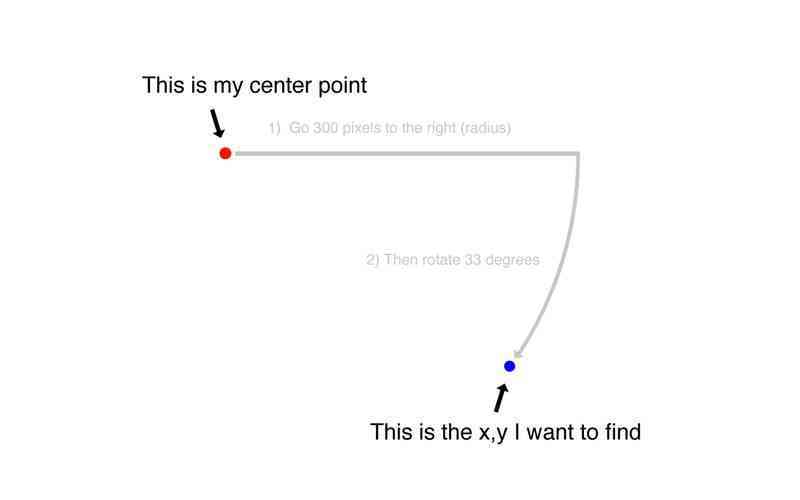 This is my center point
1)  Go 300 pixels to the right (radius)
2) Then rotate 33 degrees
This is the x,y I want to find